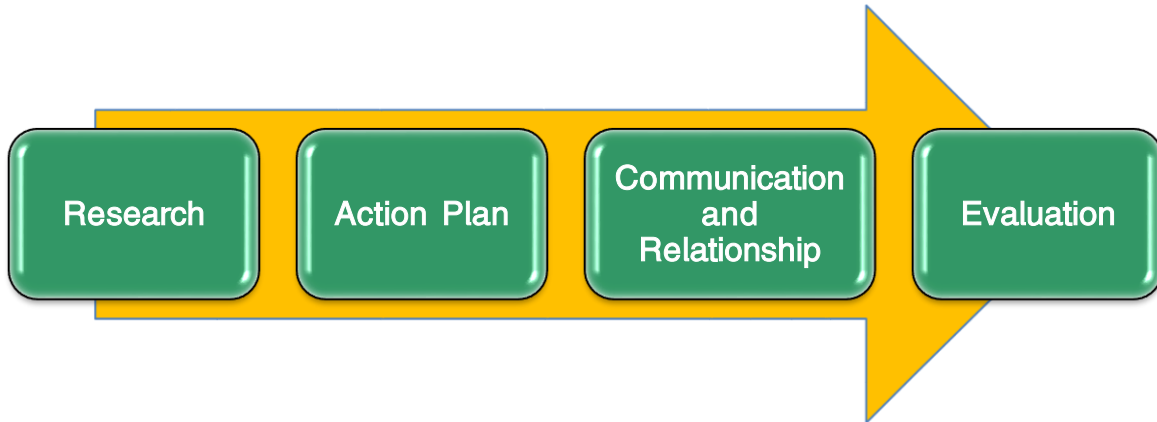 Research
Action Plan
Communication
and
Relationship
Evaluation